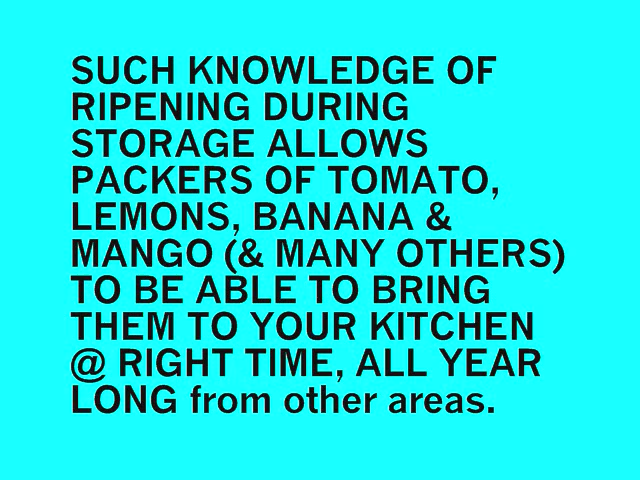 SUCH KNOWLEDGE OF
RIPENING DURING
STORAGE ALLOWS
PACKERS OF TOMATO,
LEMONS, BANANA &
MANGO (& MANY OTHERS)
TO BE ABLE TO BRING
THEM TO YOUR KITCHEN
@ RIGHT TIME, ALL YEAR
LONG from other areas.